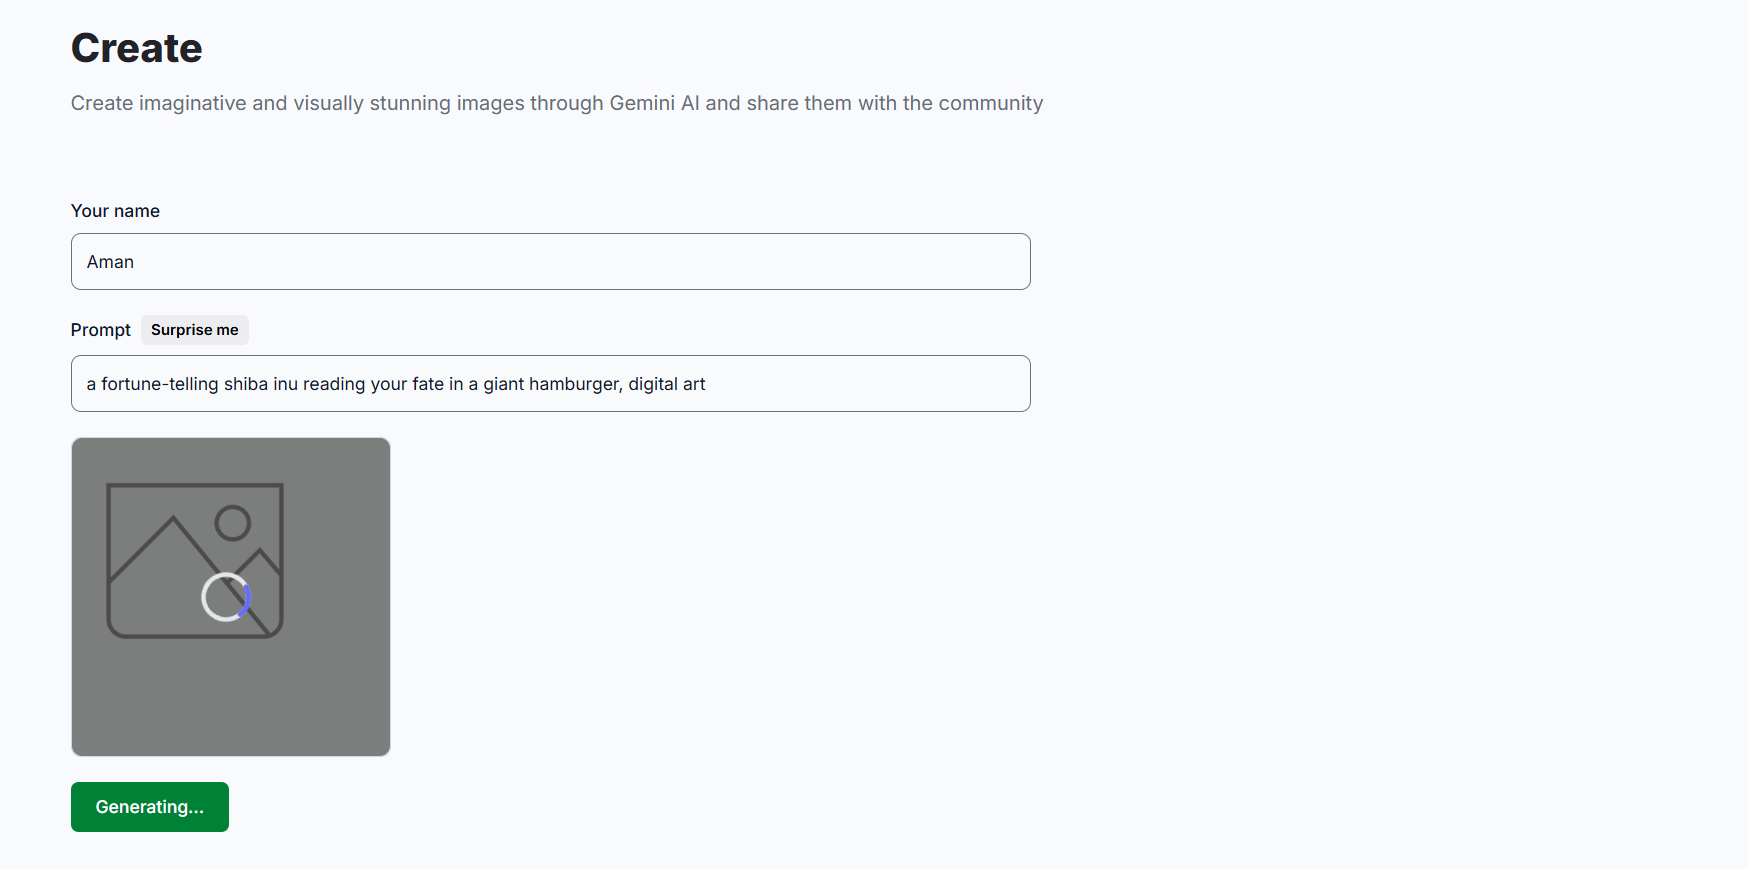 Create
Create imaginative and visually stunning images through Gemini AI and share them with the community
Your name
Aman
Prompt Surprise me
a fortune-telling shiba inu reading your fate in a giant hamburger, digital art
Generating...